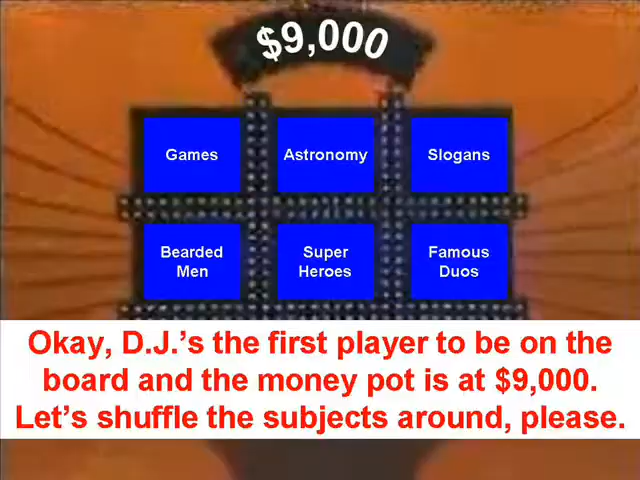 $9,000
Games
Astronomy
Slogans
Bearded
Men
Super
Heroes
Famous
Duos
Okay, D.J.'s the first player to be on the
board and the money pot is at $9,000.
Let's shuffle the subjects around, please.